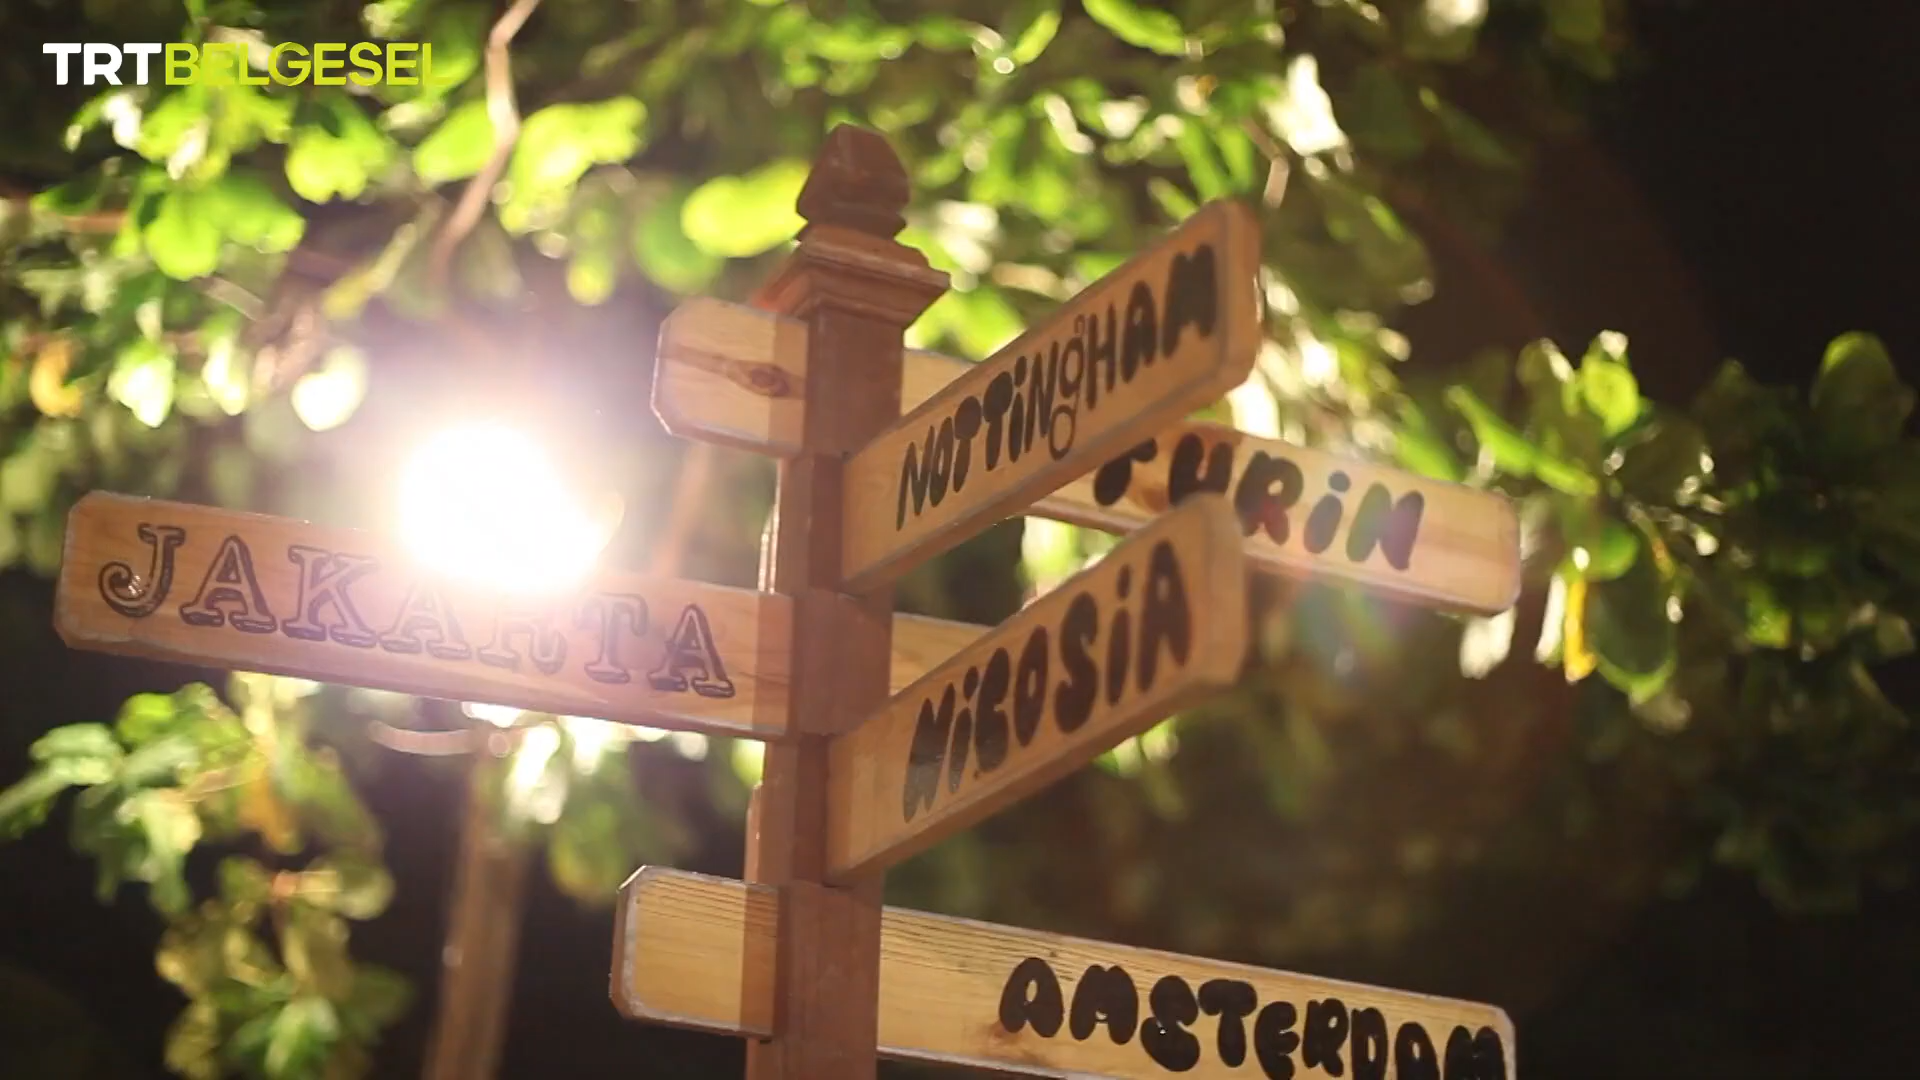 TRTBELGESEL
NOTTiNgHAM
TURiN
JAKARTA
NiCOSiA
AMSTERDAM